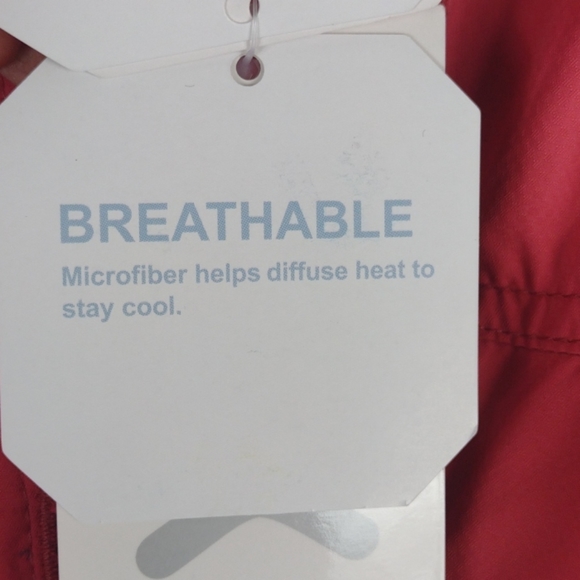 BREATHABLE
Microfiber helps diffuse heat to
stay cool.